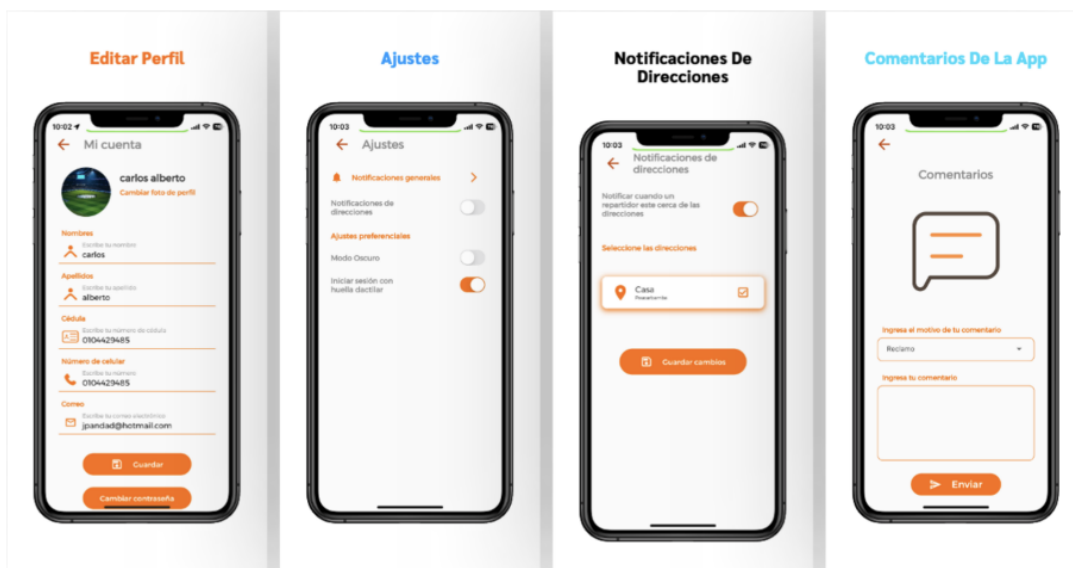 Editar Perfil
10:02
Mi cuenta
carlos alberto
Cambiar foto de perfil
Nombres
Escribe tu nombre
carlos
Apellidos
Escribe tu apellido
alberto
Cédula
Escribe tu número de cédula
0104429485
Número de celular
Escribe tu número
0104429485
Correo
Escribe tu correo electrónico
jpandad@hotmail.com
Guardar
Cambiar contraseña
Ajustes
10:03
Ajustes
Notificaciones generales
Notificaciones de
direcciones
Ajustes preferenciales
Modo Oscuro
Iniciar sesión con
huella dactilar
Notificaciones De
Direcciones
10:03
Notificaciones de
direcciones
Notificar cuando un
repartidor este cerca de las
direcciones
Seleccione las direcciones
Casa
Guardar cambios
Comentarios De La App
10:03
Comentarios
Ingresa el motivo de tu comentario
Reclamo
Ingresa tu comentario
Enviar